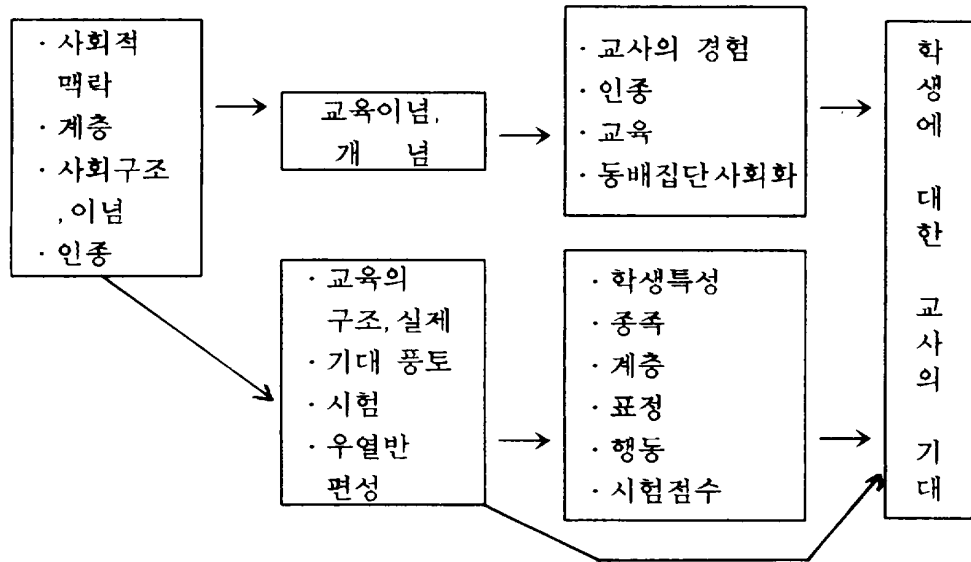 · 사회적
맥락
· 계층
· 사회구조
, 이념
· 인종
교육이념,
개 념
· 교사의 경험
· 인종
· 교육
· 동배집단사회화
· 교육의
구조, 실제
· 기대 풍토
· 시험
· 우열반
편성
· 학생특성
· 종족
· 계층
· 표정
· 행동
· 시험점수
학생에 대한 교사의 기대